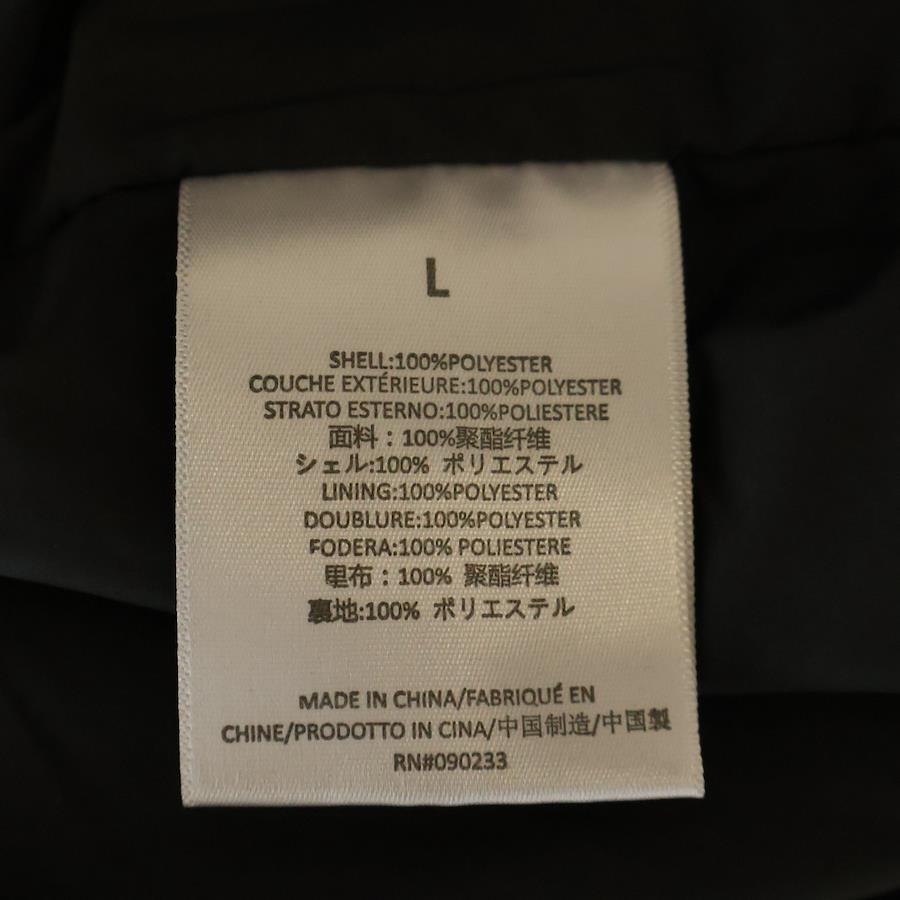 L
SHELL:100%POLYESTER
COUCHE EXTÉRIEURE:100%POLYESTER
STRATO ESTERNO:100%POLIESTERE
面料：100%聚酯纤维
シェル:100% ポリエステル
LINING:100%POLYESTER
DOUBLURE:100%POLYESTER
FODERA:100% POLIESTERE
里布：100% 聚酯纤维
裏地:100% ポリエステル
MADE IN CHINA/FABRIQUÉ EN
CHINE/PRODOTTO IN CINA/中国制造/中国製
RN#090233